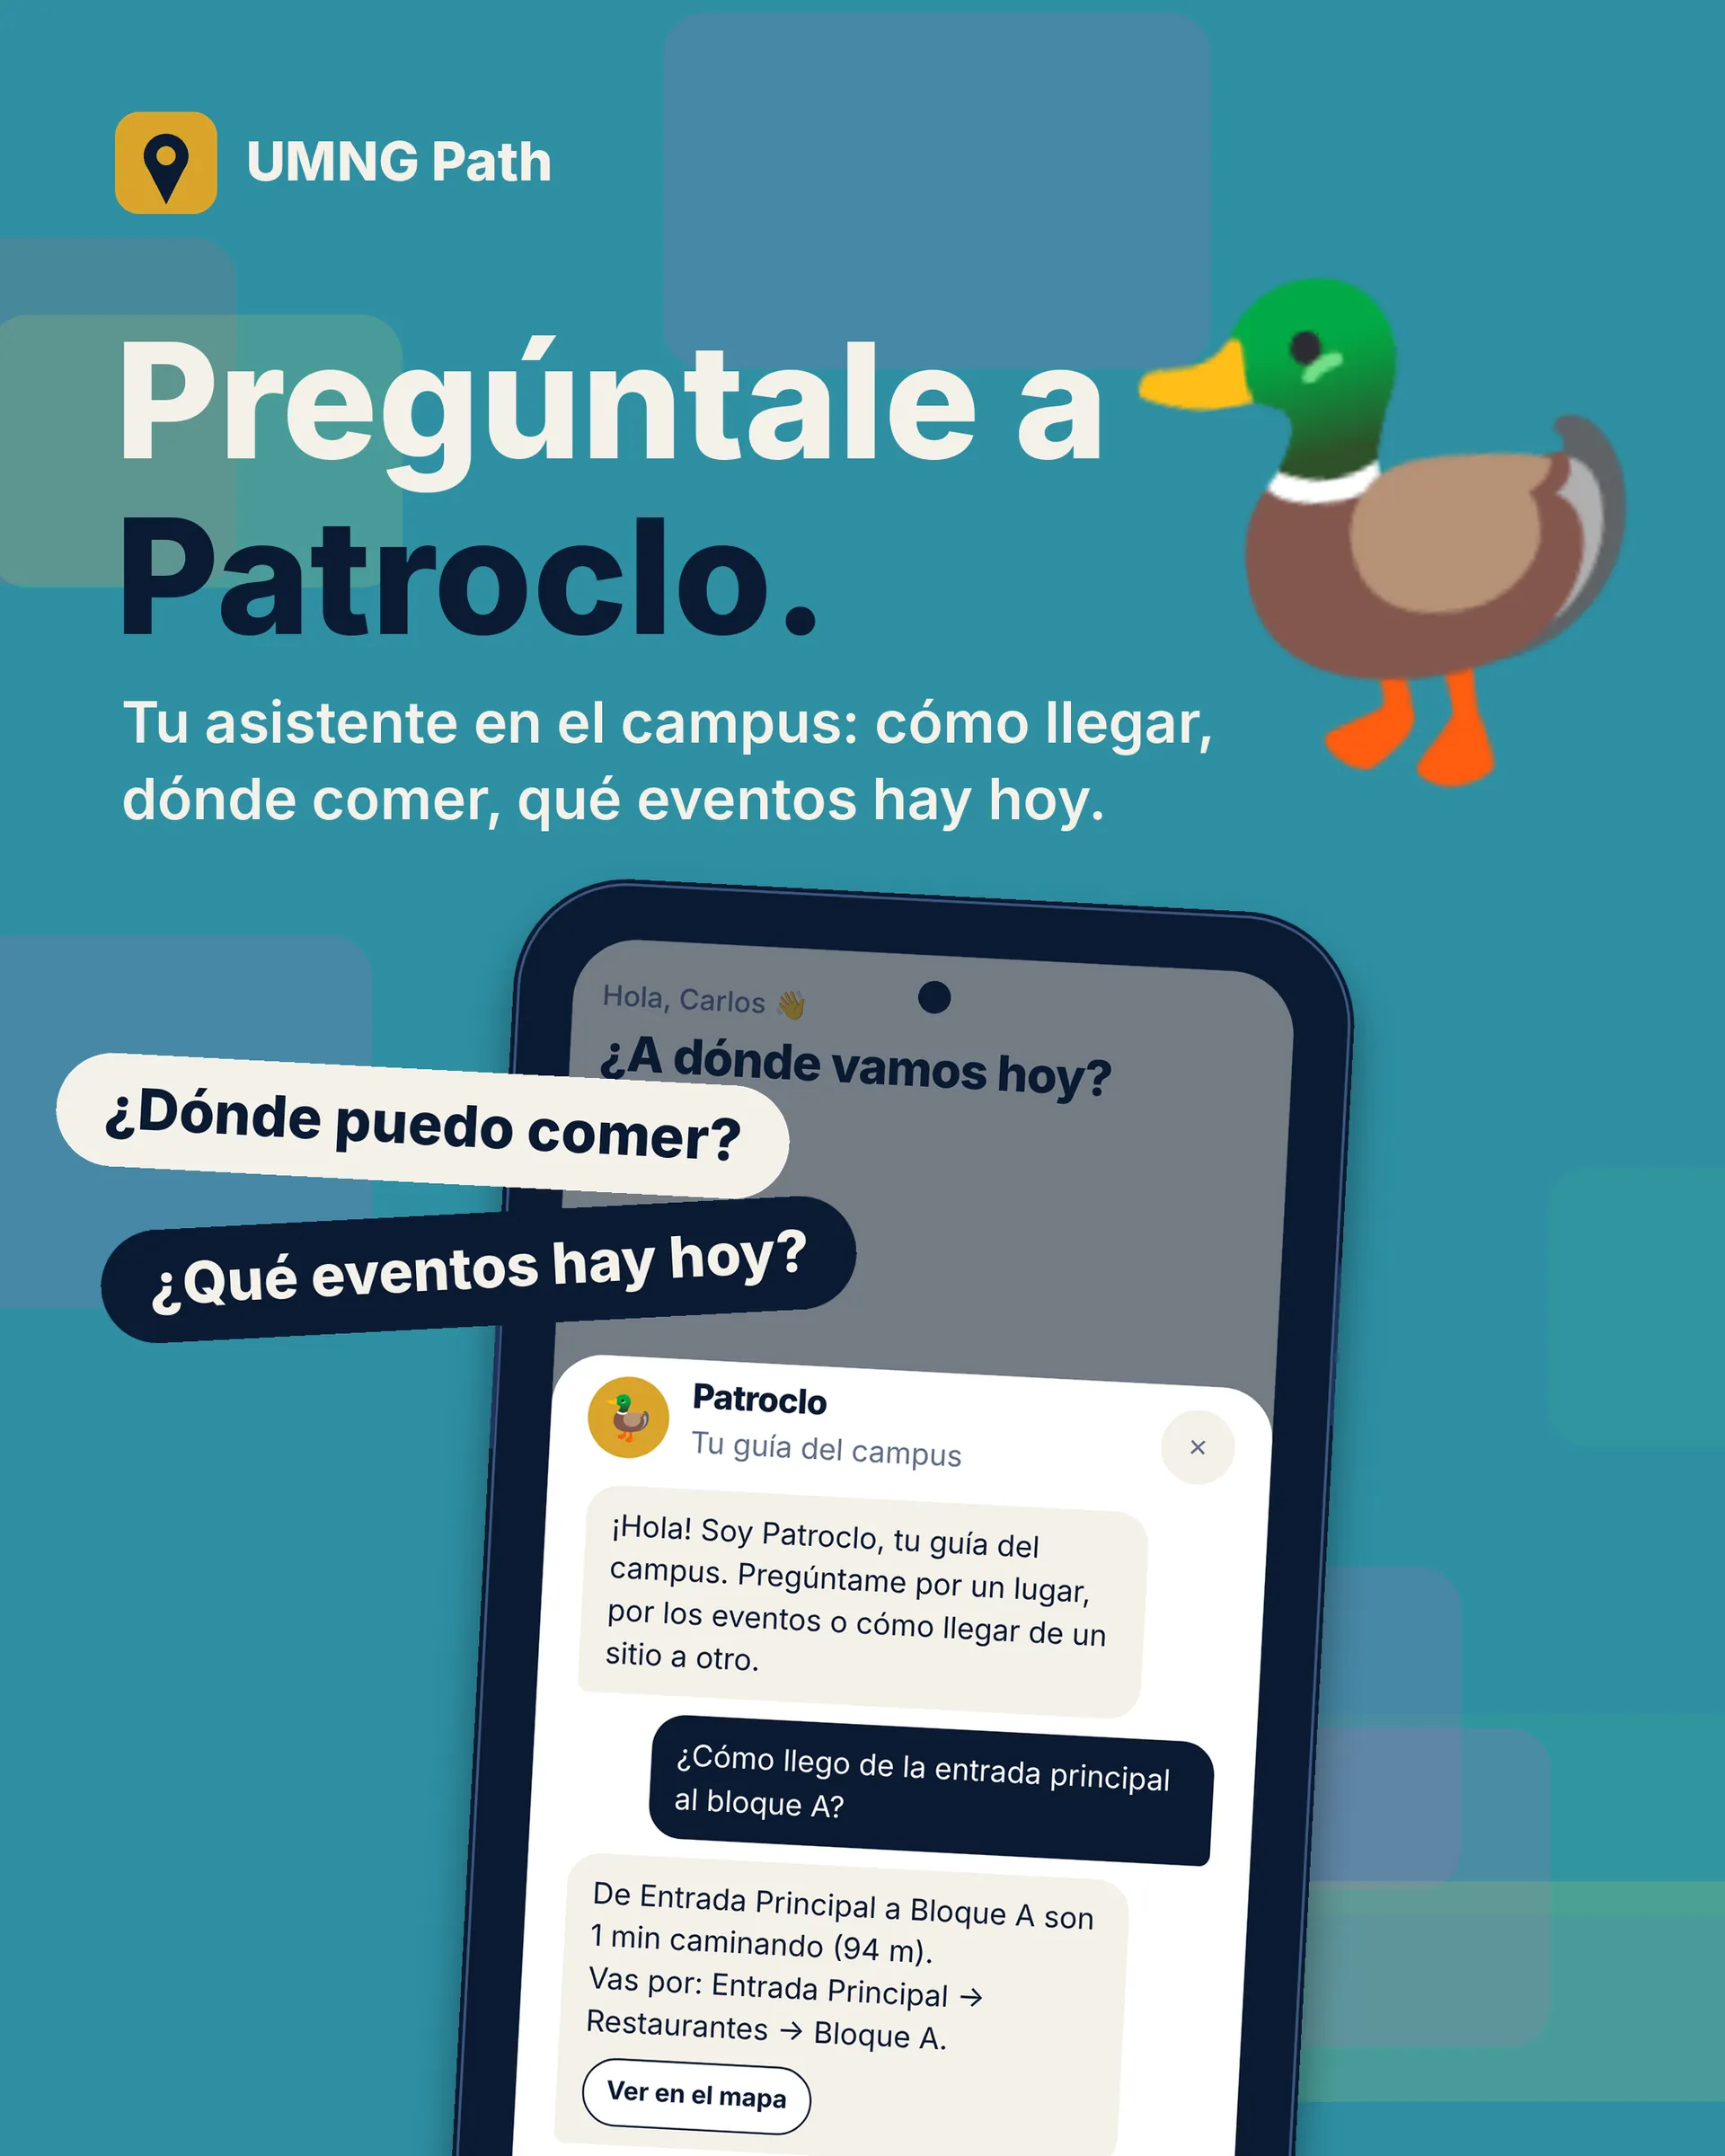 UMNG Path
Pregúntale a
Patroclo.
Tu asistente en el campus: cómo llegar,
dónde comer, qué eventos hay hoy.
Hola, Carlos 👋
¿A dónde vamos hoy?
¿Dónde puedo comer?
¿Qué eventos hay hoy?
Patroclo
Tu guía del campus
×
¡Hola! Soy Patroclo, tu guía del
campus. Pregúntame por un lugar,
por los eventos o cómo llegar de un
sitio a otro.
¿Cómo llego de la entrada principal
al bloque A?
De Entrada Principal a Bloque A son
1 min caminando (94 m).
Vas por: Entrada Principal →
Restaurantes → Bloque A.
Ver en el mapa